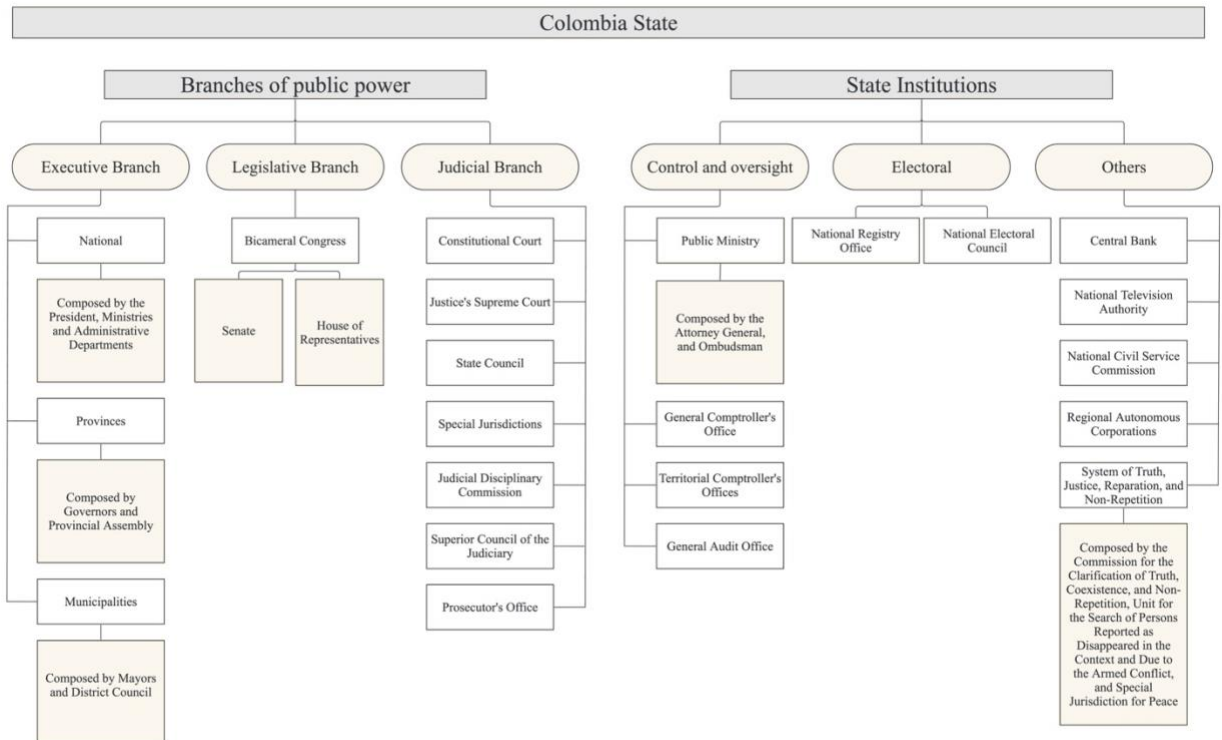 Colombia State
Branches of public power
State Institutions
Executive Branch
Legislative Branch
Judicial Branch
Control and oversight
Electoral
Others
National
Composed by the
President, Ministries
and Administrative
Departments
Provinces
Composed by
Governors and
Provincial Assembly
Municipalities
Composed by Mayors
and District Council
Bicameral Congress
Senate
House of
Representatives
Constitutional Court
Justice's Supreme Court
State Council
Special Jurisdictions
Judicial Disciplinary
Commission
Superior Council of the
Judiciary
Prosecutor's Office
Public Ministry
Composed by the
Attorney General,
and Ombudsman
General Comptroller's
Office
Territorial Comptroller's
Offices
General Audit Office
National Registry
Office
National Electoral
Council
Central Bank
National Television
Authority
National Civil Service
Commission
Regional Autonomous
Corporations
System of Truth,
Justice, Reparation, and
Non-Repetition
Composed by the
Commission for the
Clarification of Truth,
Coexistence, and Non-
Repetition, Unit for
the Search of Persons
Reported as
Disappeared in the
Context and Due to
the Armed Conflict,
and Special
Jurisdiction for Peace